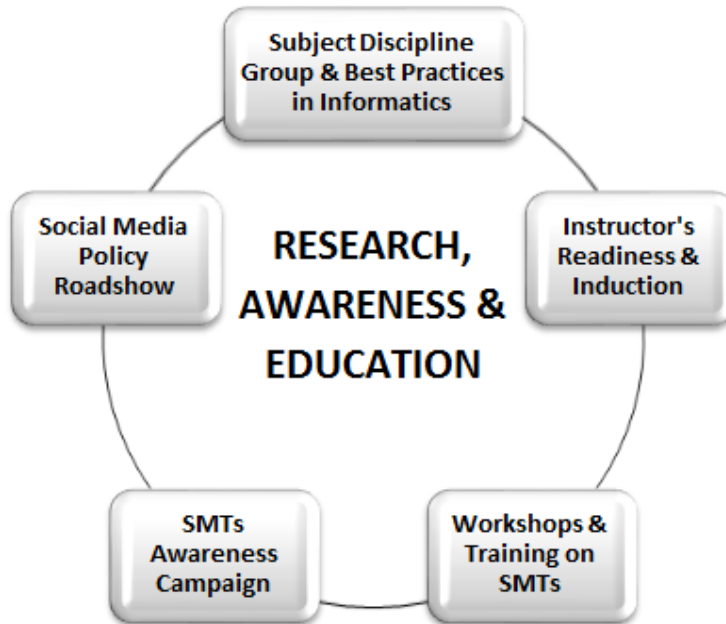 Subject Discipline
Group & Best Practices
in Informatics
Social Media
Policy
Roadshow
RESEARCH,
AWARENESS &
EDUCATION
Instructor's
Readiness &
Induction
SMTs
Awareness
Campaign
Workshops &
Training on
SMTs